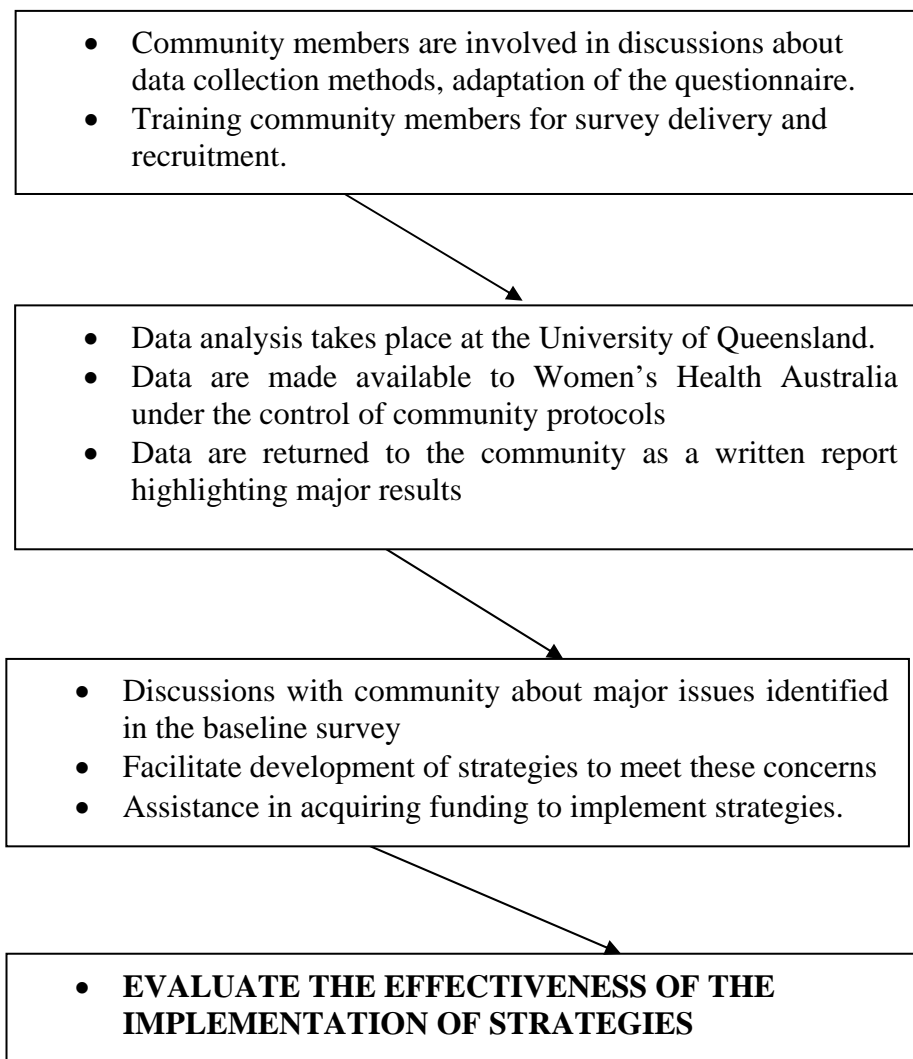 • Community members are involved in discussions about
data collection methods, adaptation of the questionnaire.
• Training community members for survey delivery and
recruitment.
• Data analysis takes place at the University of Queensland.
• Data are made available to Women’s Health Australia
under the control of community protocols
• Data are returned to the community as a written report
highlighting major results
• Discussions with community about major issues identified
in the baseline survey
• Facilitate development of strategies to meet these concerns
• Assistance in acquiring funding to implement strategies.
• EVALUATE THE EFFECTIVENESS OF THE
IMPLEMENTATION OF STRATEGIES